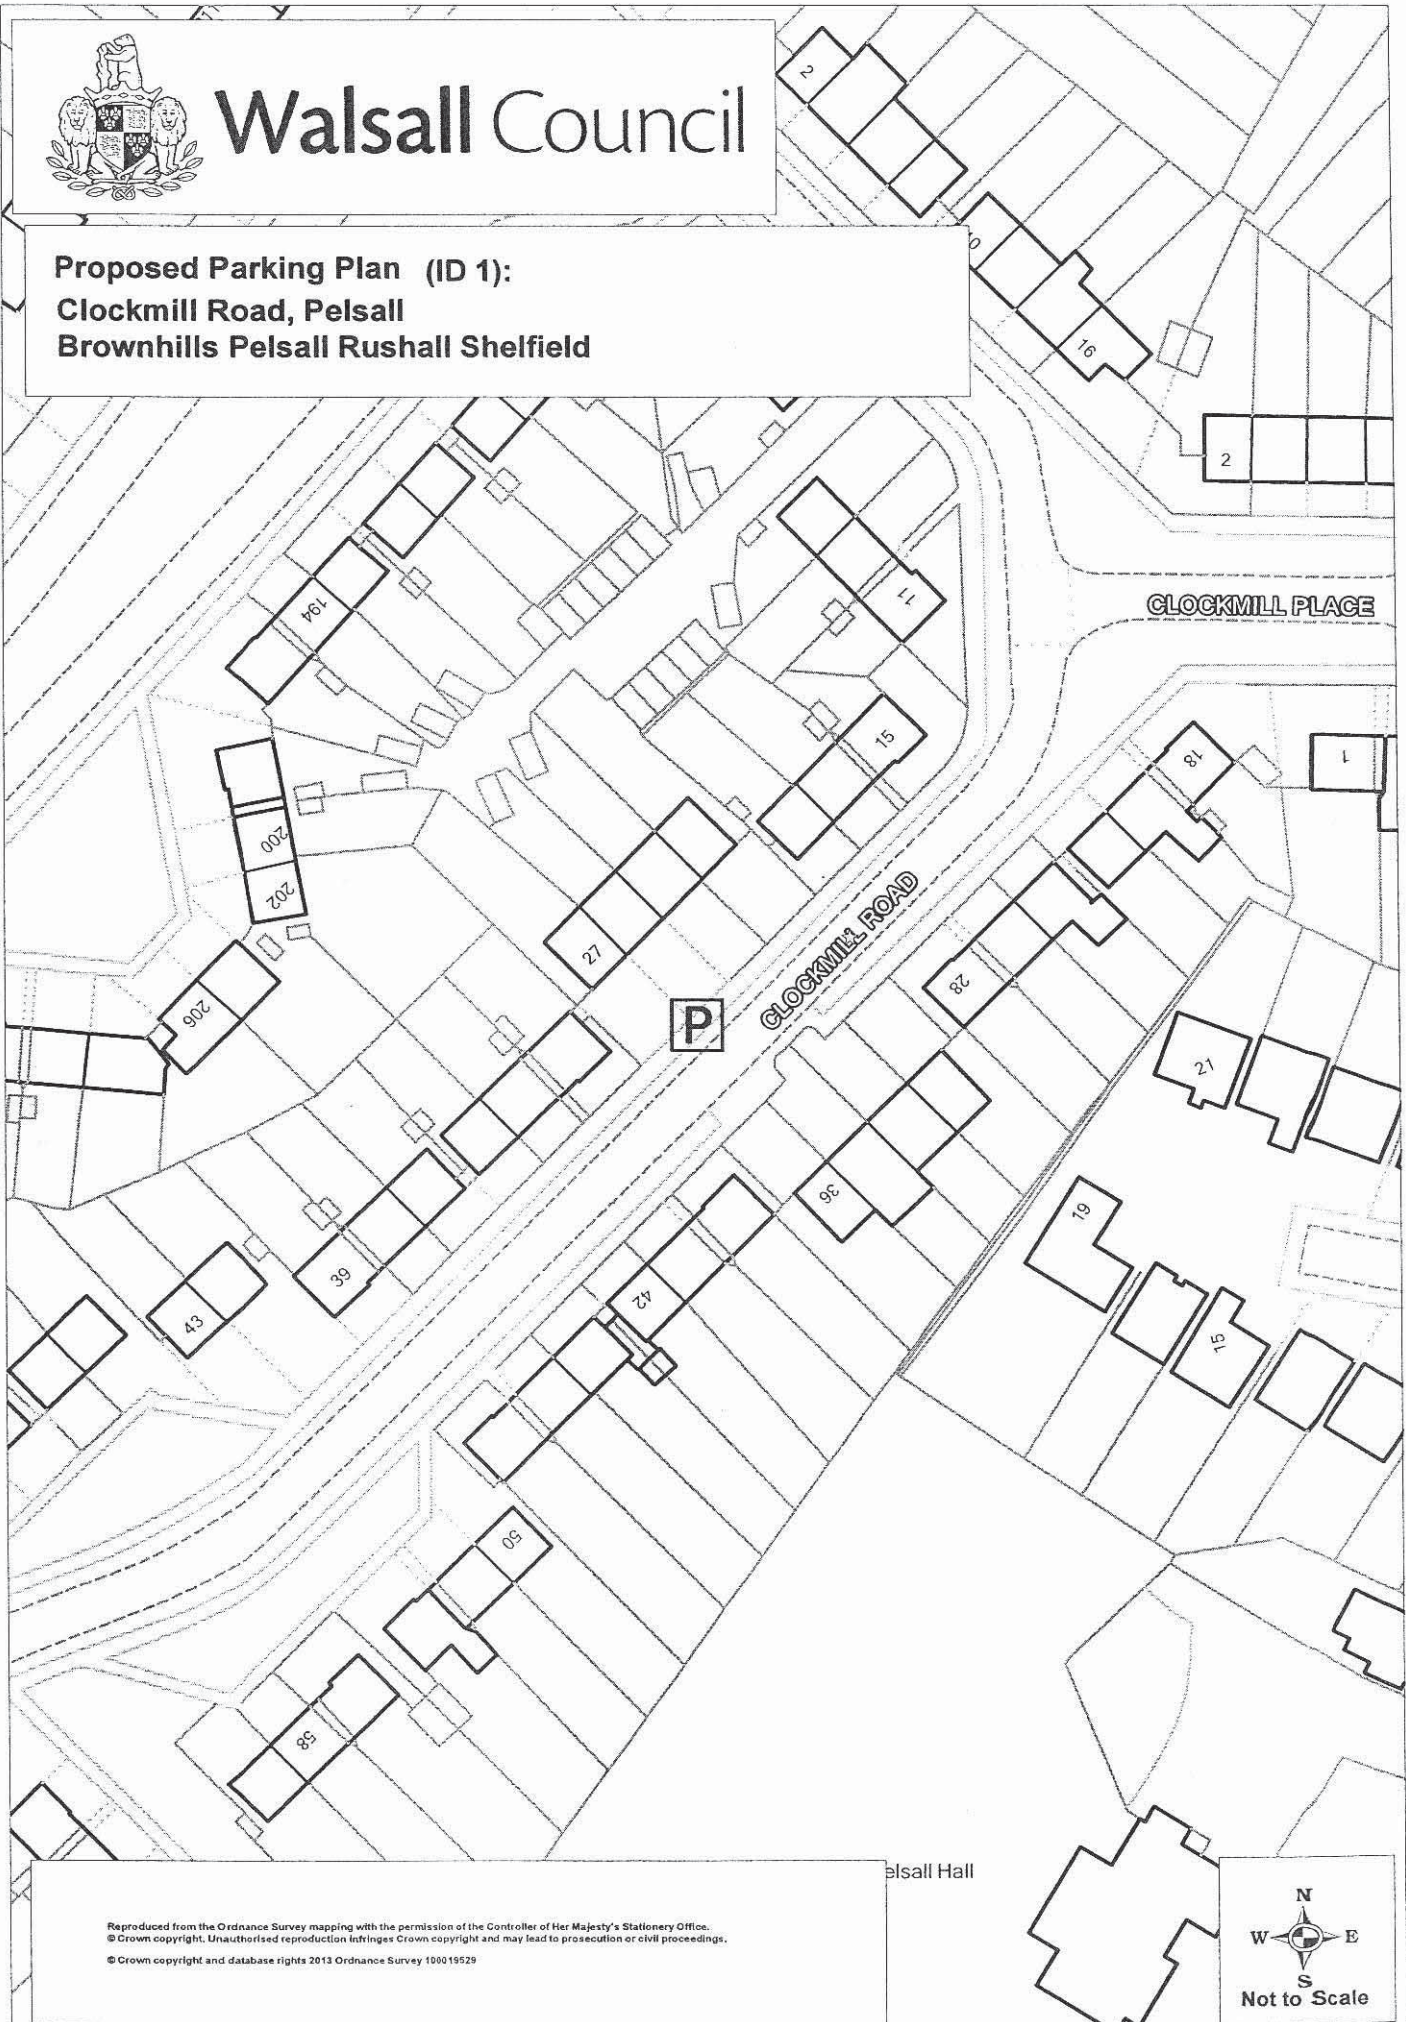 Walsall Council
Proposed Parking Plan (ID 1):
Clockmill Road, Pelsall
Brownhills Pelsall Rushall Shelfield
2
16
2
194
11
CLOCKMILL PLACE
15
18
1
200
202
27
CLOCKMILL ROAD
28
206
P
21
36
19
39
42
43
15
50
58
elsall Hall
Reproduced from the Ordnance Survey mapping with the permission of the Controller of Her Majesty's Stationery Office.
© Crown copyright. Unauthorised reproduction infringes Crown copyright and may lead to prosecution or civil proceedings.
© Crown copyright and database rights 2013 Ordnance Survey 100019529
N
W E
S
Not to Scale